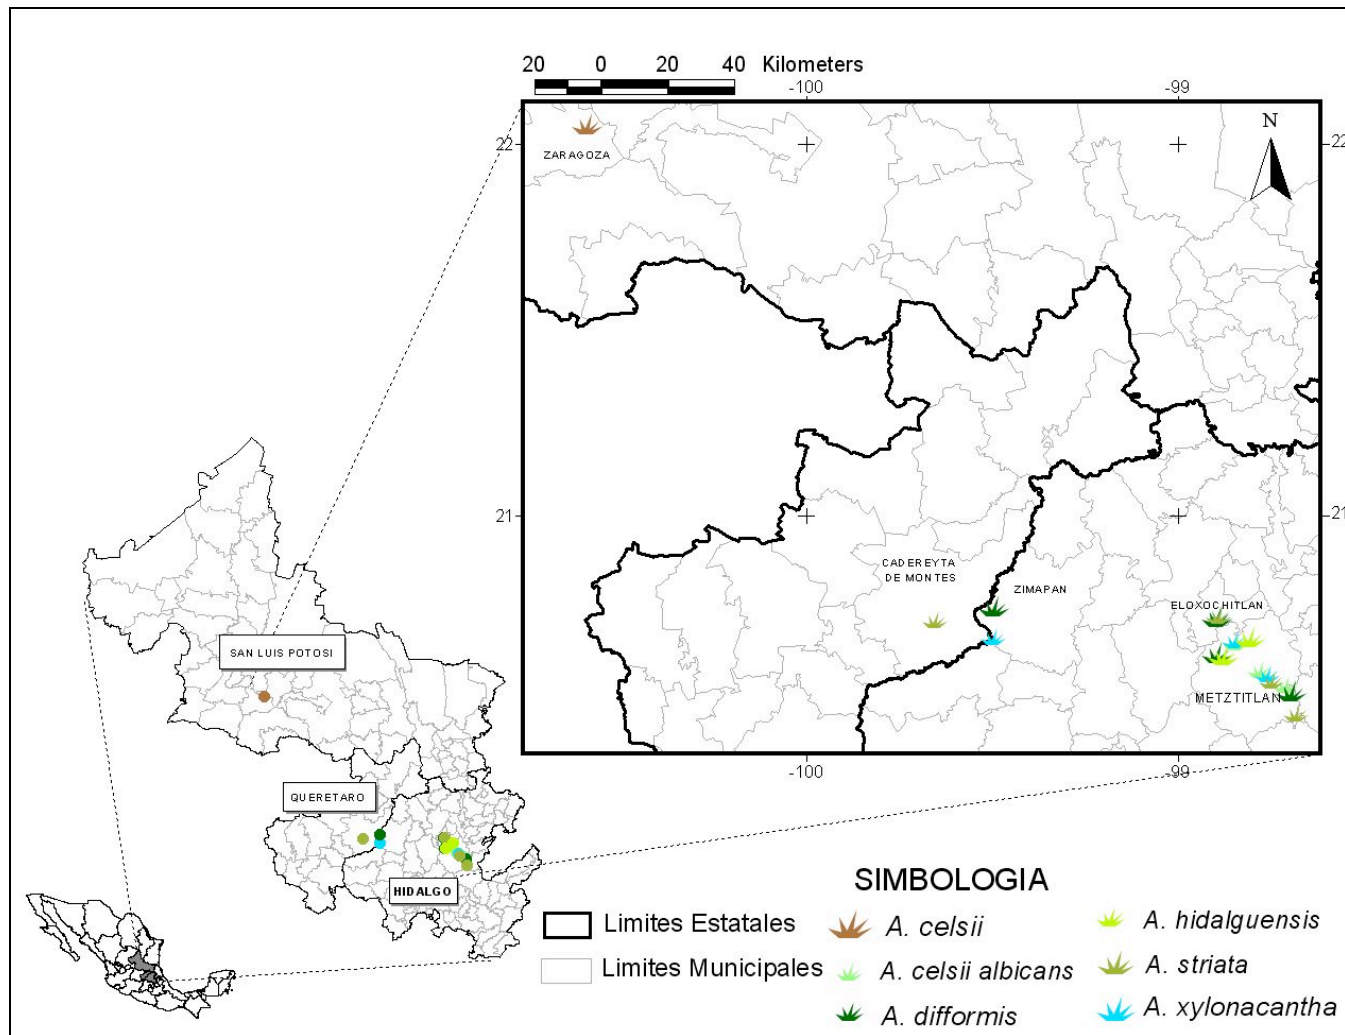 20 0 20 40 Kilometers
-100 -99
N
22 22
ZARAGOZA
21 21
CADEREYTA
DE MONTES
ZIMAPAN
ELOXOCHITLAN
METZTITLAN
-100 -99
SAN LUIS POTOSI
QUERETARO
HIDALGO
SIMBOLOGIA
Limites Estatales
Limites Municipales
A. celsii
A. celsii albicans
A. difformis
A. hidalguensis
A. striata
A. xylonacantha